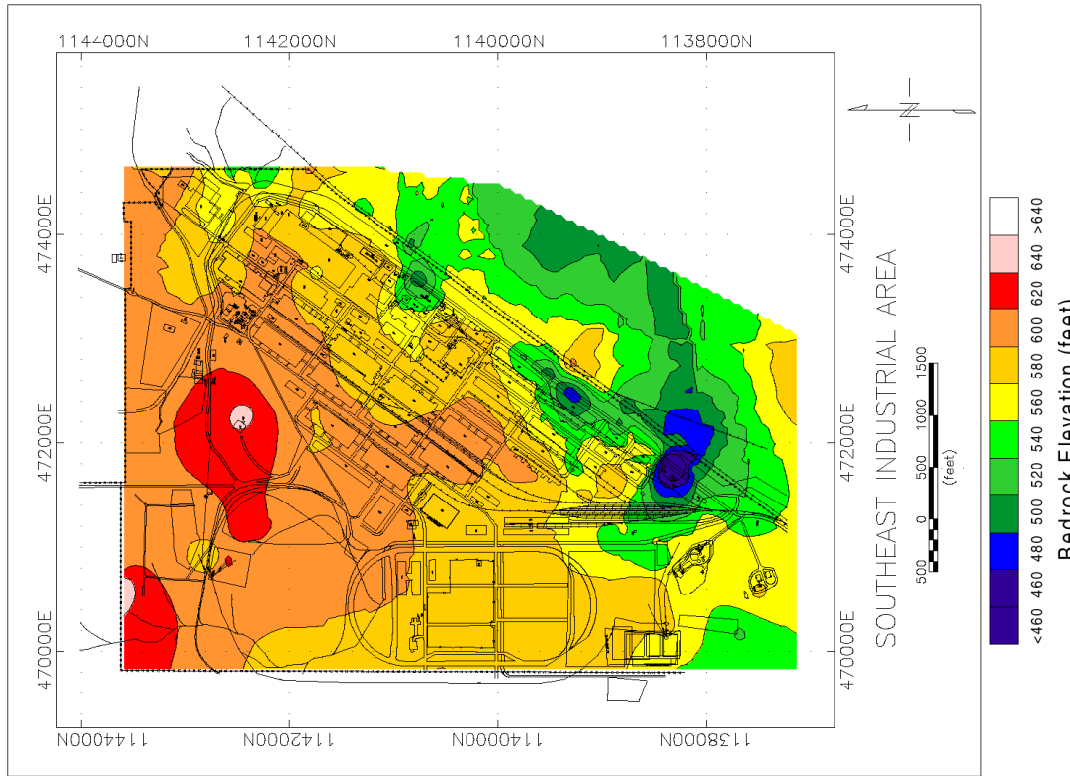 1144000N 1142000N 1140000N 1138000N
474000E
472000E
470000E
474000E
472000E
470000E
1144000N 1142000N 1140000N 1138000N
N
SOUTHEAST INDUSTRIAL AREA
500 0 500 1000 1500
(feet)
<460 460 480 500 520 540 560 580 600 620 640 >640
Bedrock Elevation (feet)